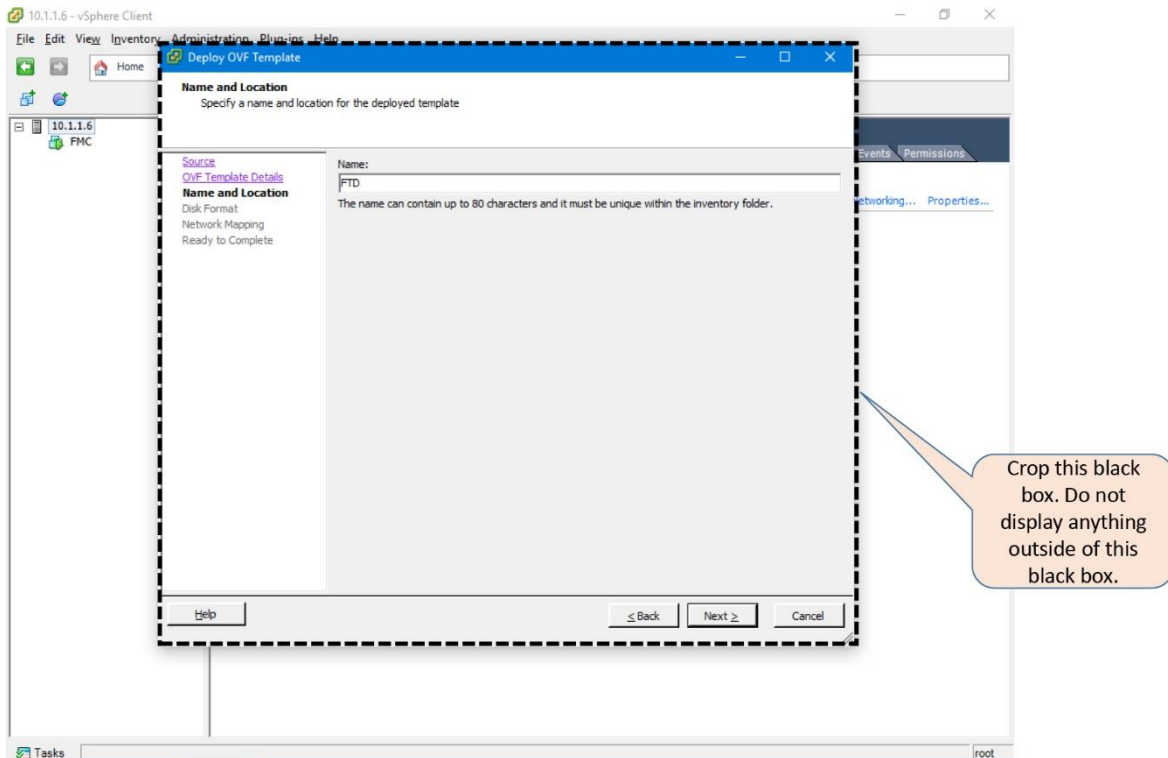 10.1.1.6 - vSphere Client
File Edit View Inventory Administration Plug-ins Help
Home
Deploy OVF Template
Name and Location
Specify a name and location for the deployed template
10.1.1.6
FMC
Events Permissions
Source
OVF Template Details
Name and Location
Disk Format
Network Mapping
Ready to Complete
Name:
FTD
The name can contain up to 80 characters and it must be unique within the inventory folder.
etworking... Properties...
Crop this black
box. Do not
display anything
outside of this
black box.
Help
< Back Next > Cancel
Tasks
root